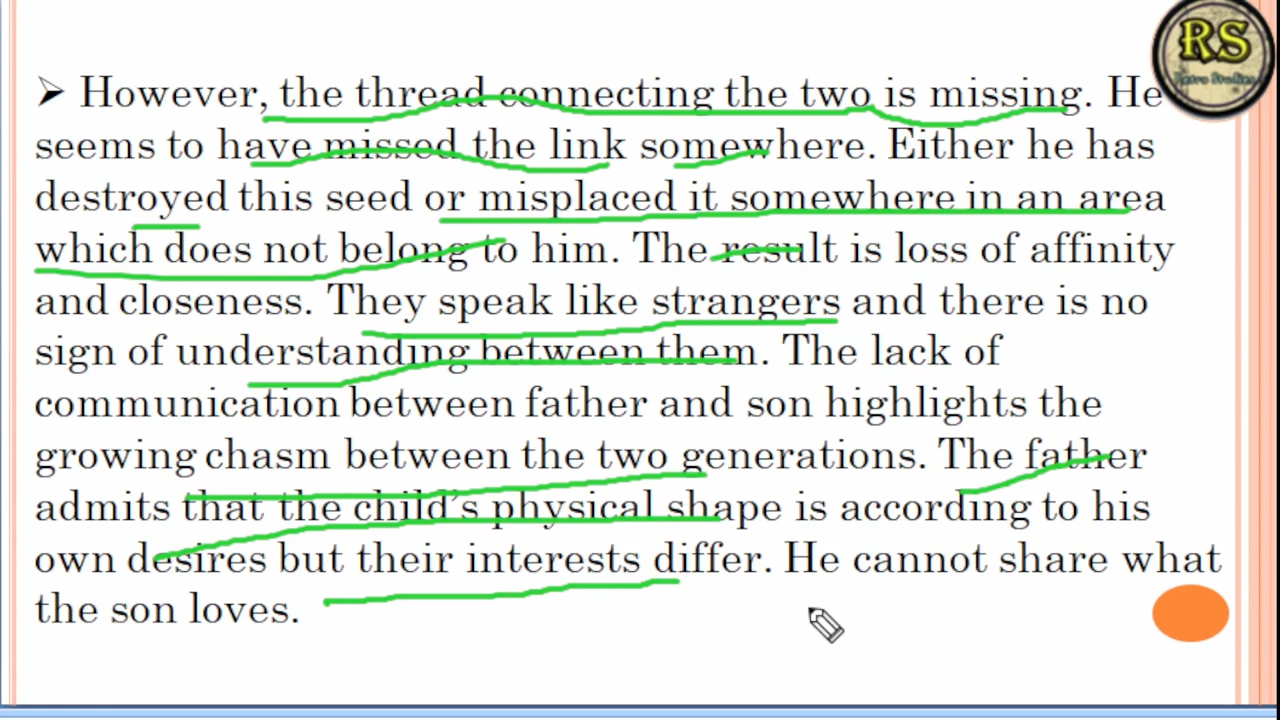 RS
Retro Studies
➢ However, the thread connecting the two is missing. He
seems to have missed the link somewhere. Either he has
destroyed this seed or misplaced it somewhere in an area
which does not belong to him. The result is loss of affinity
and closeness. They speak like strangers and there is no
sign of understanding between them. The lack of
communication between father and son highlights the
growing chasm between the two generations. The father
admits that the child's physical shape is according to his
own desires but their interests differ. He cannot share what
the son loves.